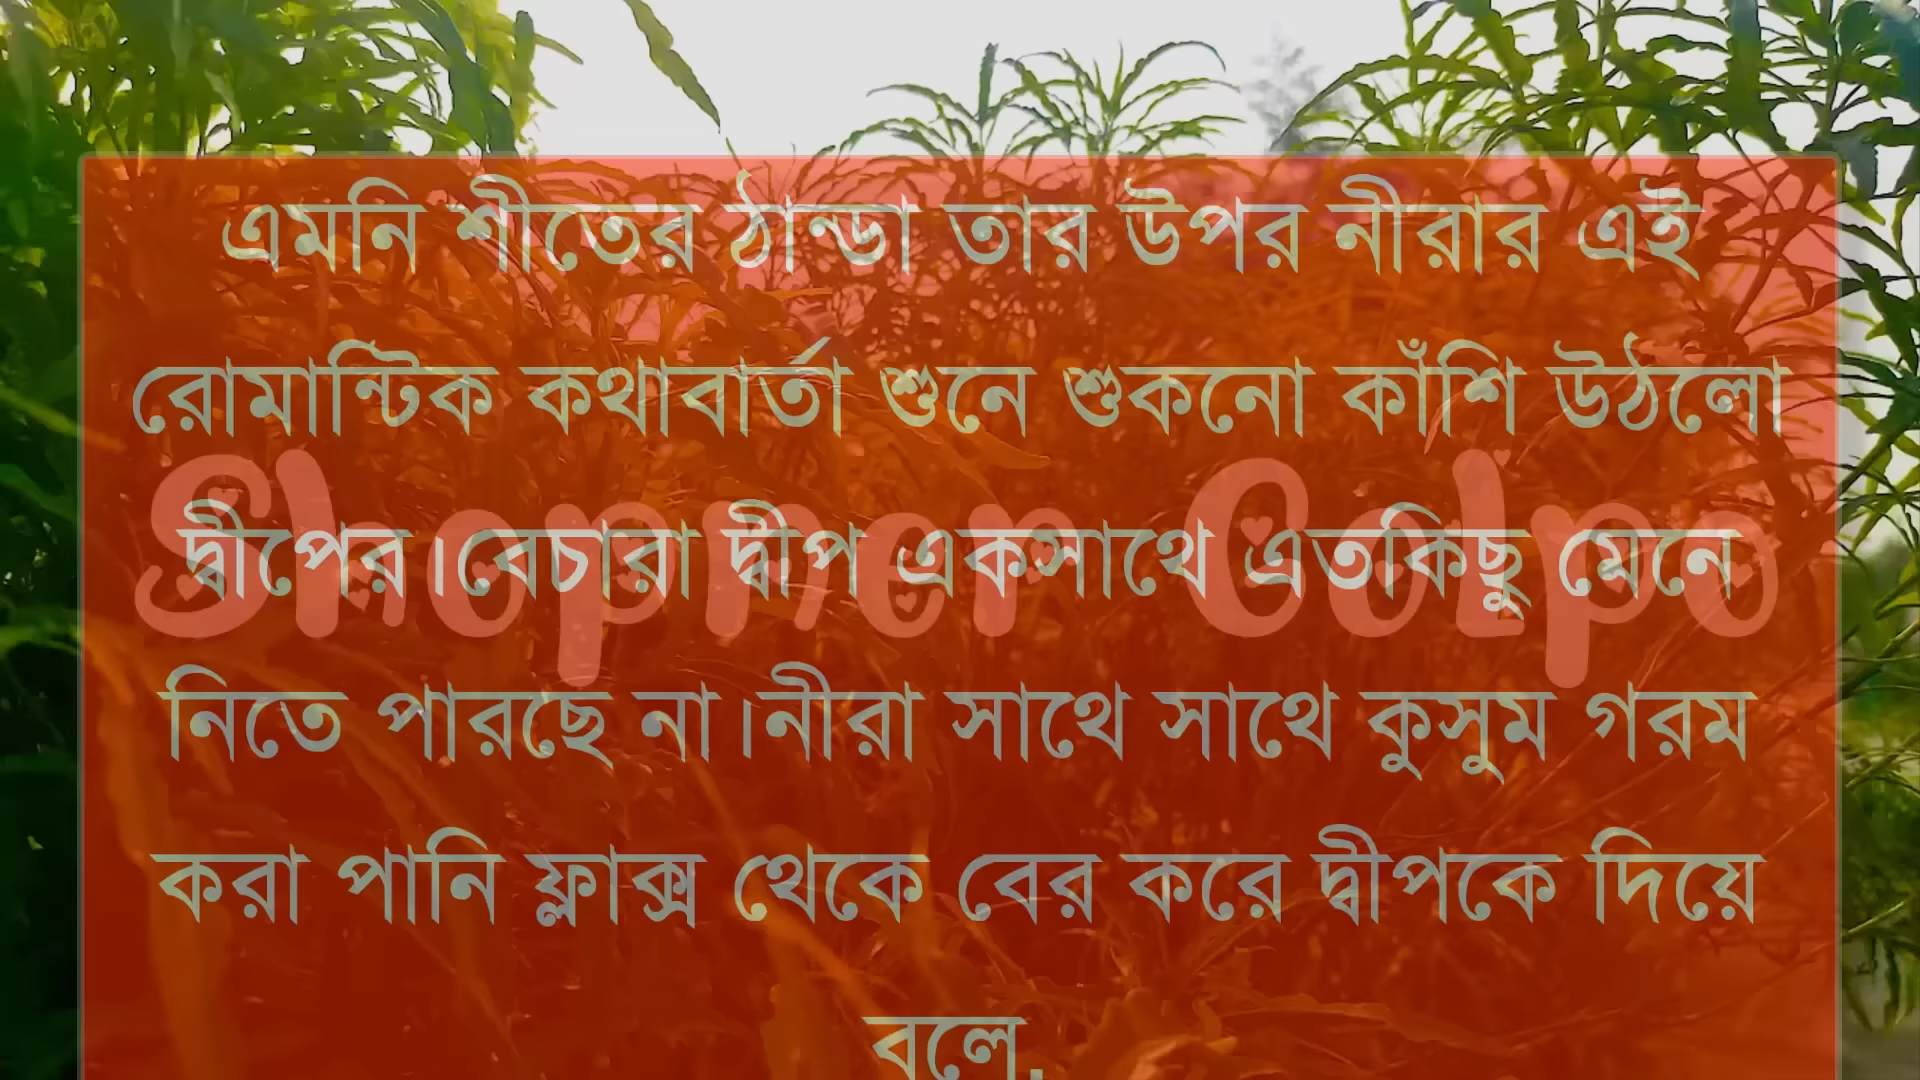 এমনি শীতের ঠান্ডা তার উপর নীরার এই
রোমান্টিক কথাবার্তা শুনে শুকনো কাঁশি উঠলো
দ্বীপের।বেচারা দ্বীপ একসাথে এতকিছু মেনে
Shopner Golpo
নিতে পারছে না।নীরা সাথে সাথে কুসুম গরম
করা পানি ফ্লাক্স থেকে বের করে দ্বীপকে দিয়ে
বলে,